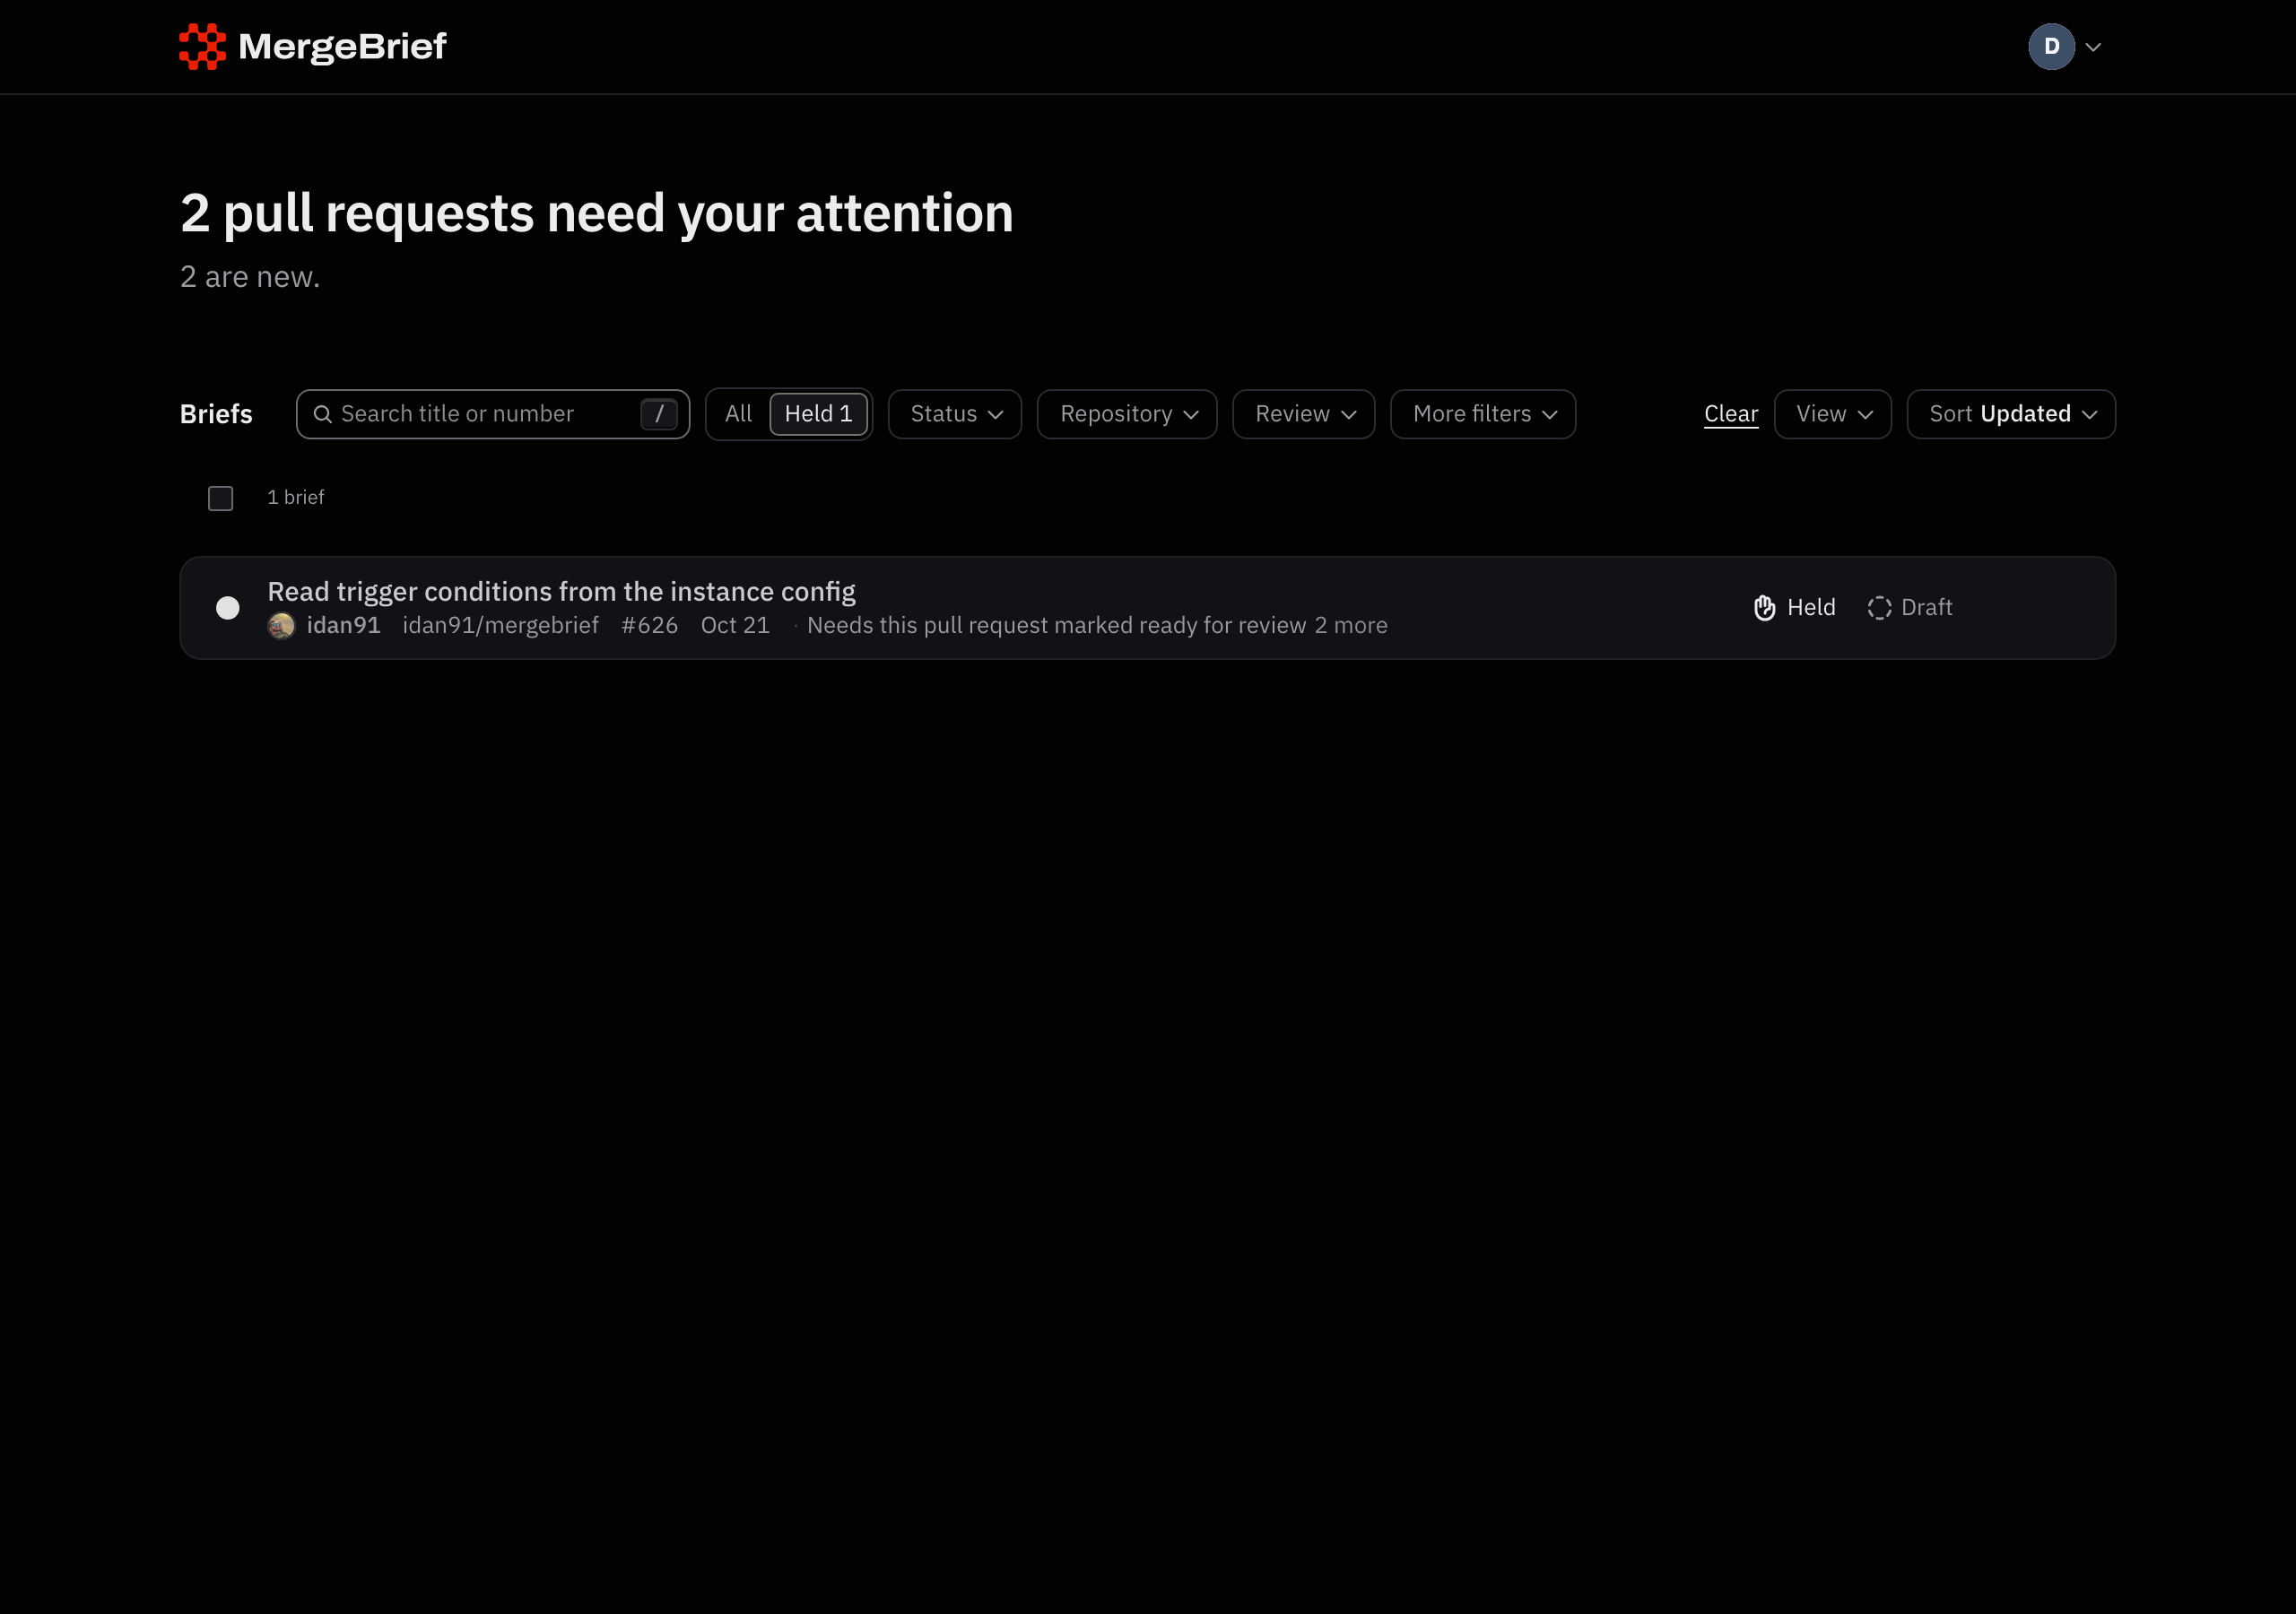 MergeBrief
D
2 pull requests need your attention
2 are new.
Briefs
Search title or number /
All Held 1
Status
Repository
Review
More filters
Clear
View
Sort Updated
1 brief
Read trigger conditions from the instance config
idan91 idan91/mergebrief #626 Oct 21 · Needs this pull request marked ready for review 2 more
Held
Draft